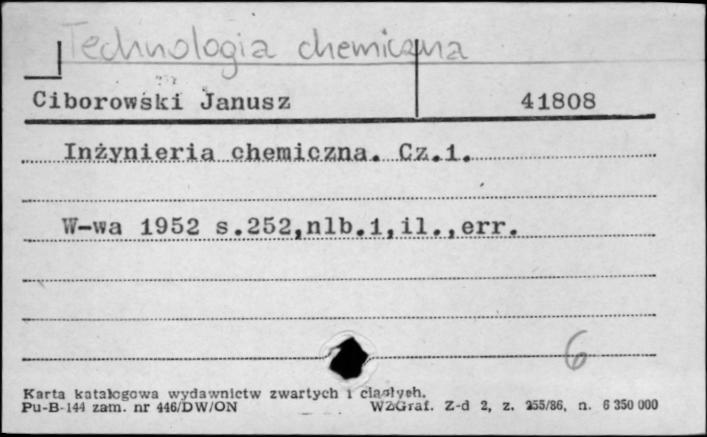 Technologia chemiczna
Ciborowski Janusz 41808
Inżynieria chemiczna. Cz.1.
W-wa 1952 s.252,nlb.1,il.,err.
6
Karta katalogowa wydawnictw zwartych i ciągłych.
Pu-B-144 zam. nr 446/DW/ON WZGraf. Z-d 2, z. 255/86, n. 6 350 000